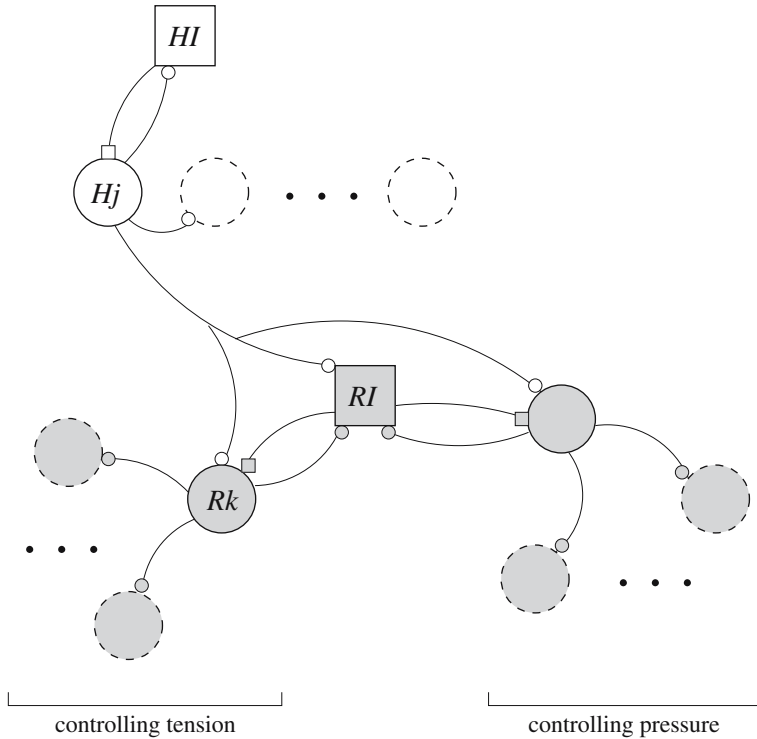 HI
Hj
RI
Rk
controlling tension
controlling pressure